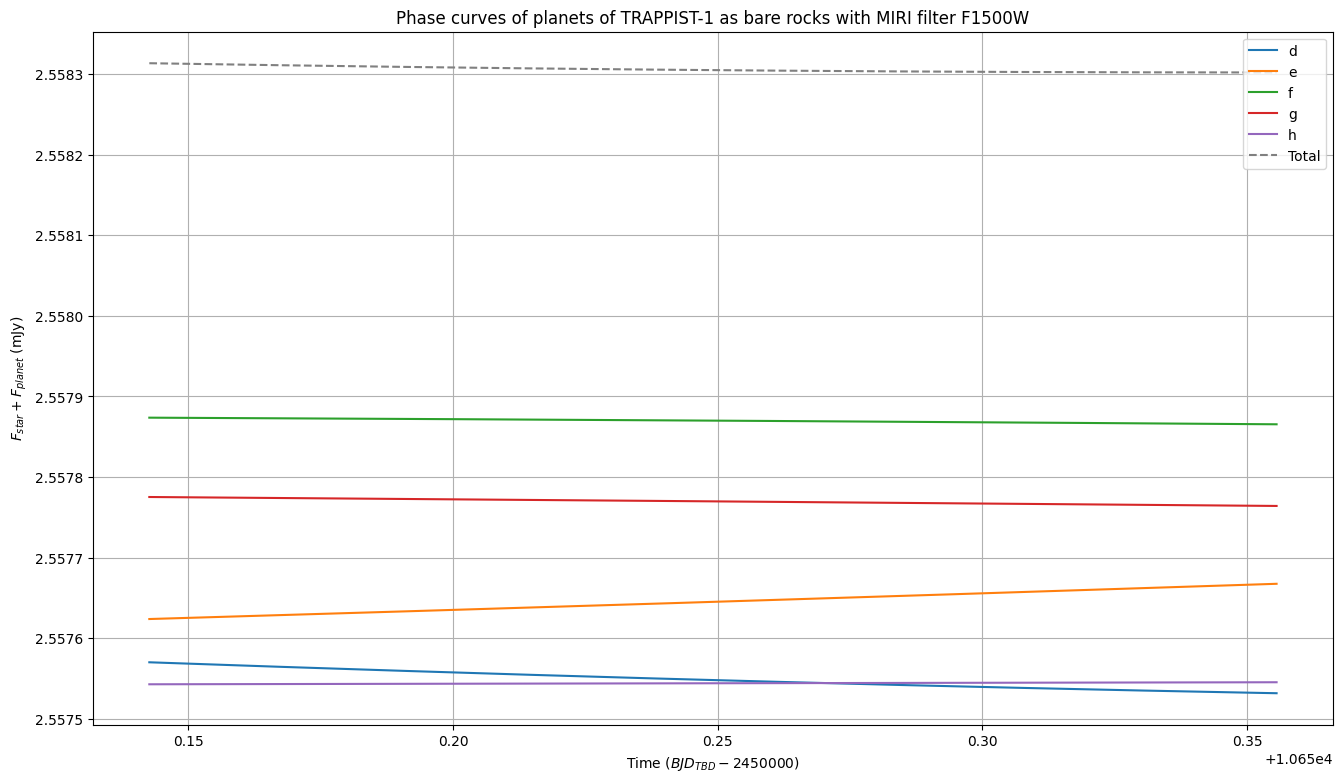 Phase curves of planets of TRAPPIST-1 as bare rocks with MIRI filter F1500W
d
e
f
g
h
Total
2.5583
2.5582
2.5581
2.5580
2.5579
2.5578
2.5577
2.5576
2.5575
F_star + F_planet (mJy)
0.15
0.20
0.25
0.30
0.35
+1.065e4
Time (BJD_TBD − 2450000)